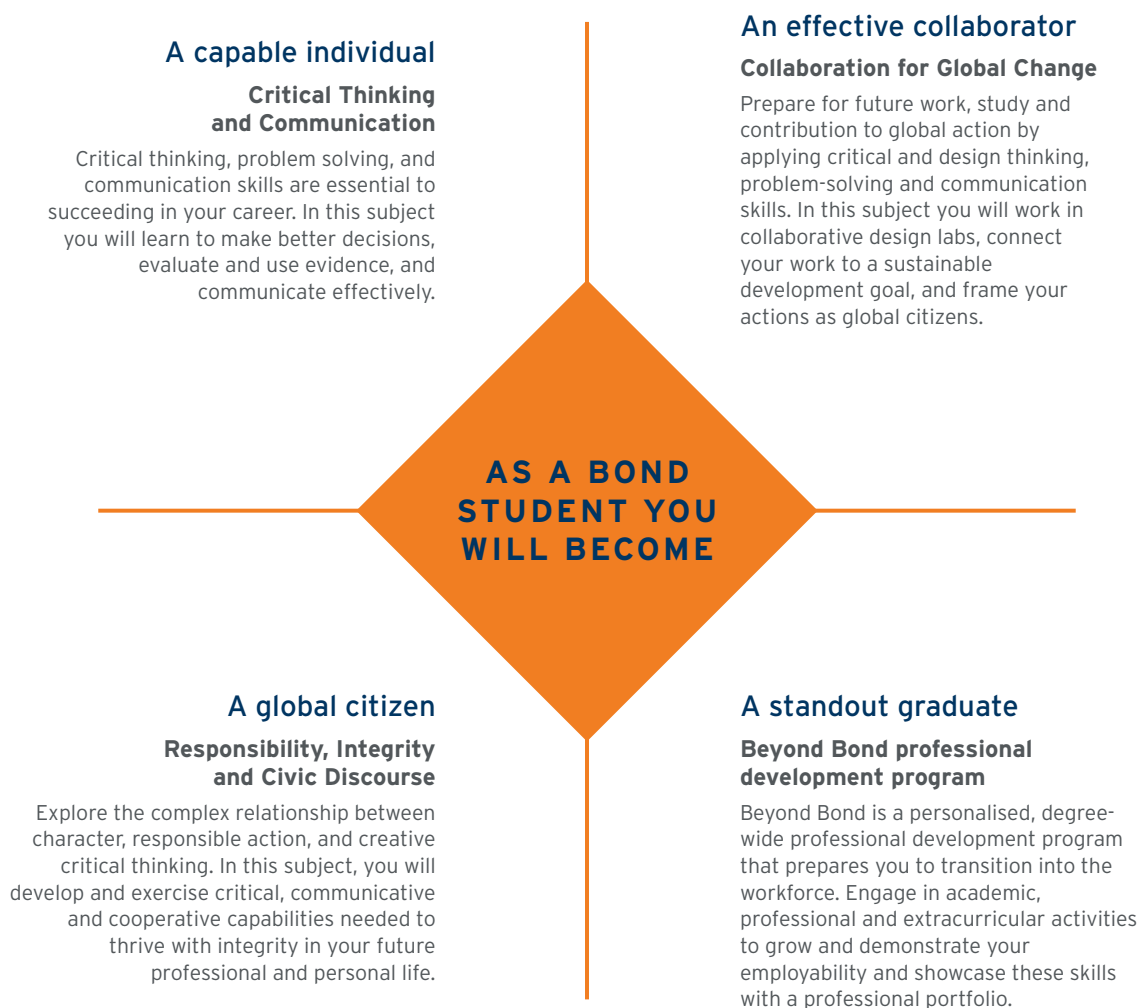 A capable individual
Critical Thinking
and Communication
Critical thinking, problem solving, and
communication skills are essential to
succeeding in your career. In this subject
you will learn to make better decisions,
evaluate and use evidence, and
communicate effectively.
An effective collaborator
Collaboration for Global Change
Prepare for future work, study and
contribution to global action by
applying critical and design thinking,
problem-solving and communication
skills. In this subject you will work in
collaborative design labs, connect
your work to a sustainable
development goal, and frame your
actions as global citizens.
AS A BOND
STUDENT YOU
WILL BECOME
A global citizen
Responsibility, Integrity
and Civic Discourse
Explore the complex relationship between
character, responsible action, and creative
critical thinking. In this subject, you will
develop and exercise critical, communicative
and cooperative capabilities needed to
thrive with integrity in your future
professional and personal life.
A standout graduate
Beyond Bond professional
development program
Beyond Bond is a personalised, degree-
wide professional development program
that prepares you to transition into the
workforce. Engage in academic,
professional and extracurricular activities
to grow and demonstrate your
employability and showcase these skills
with a professional portfolio.